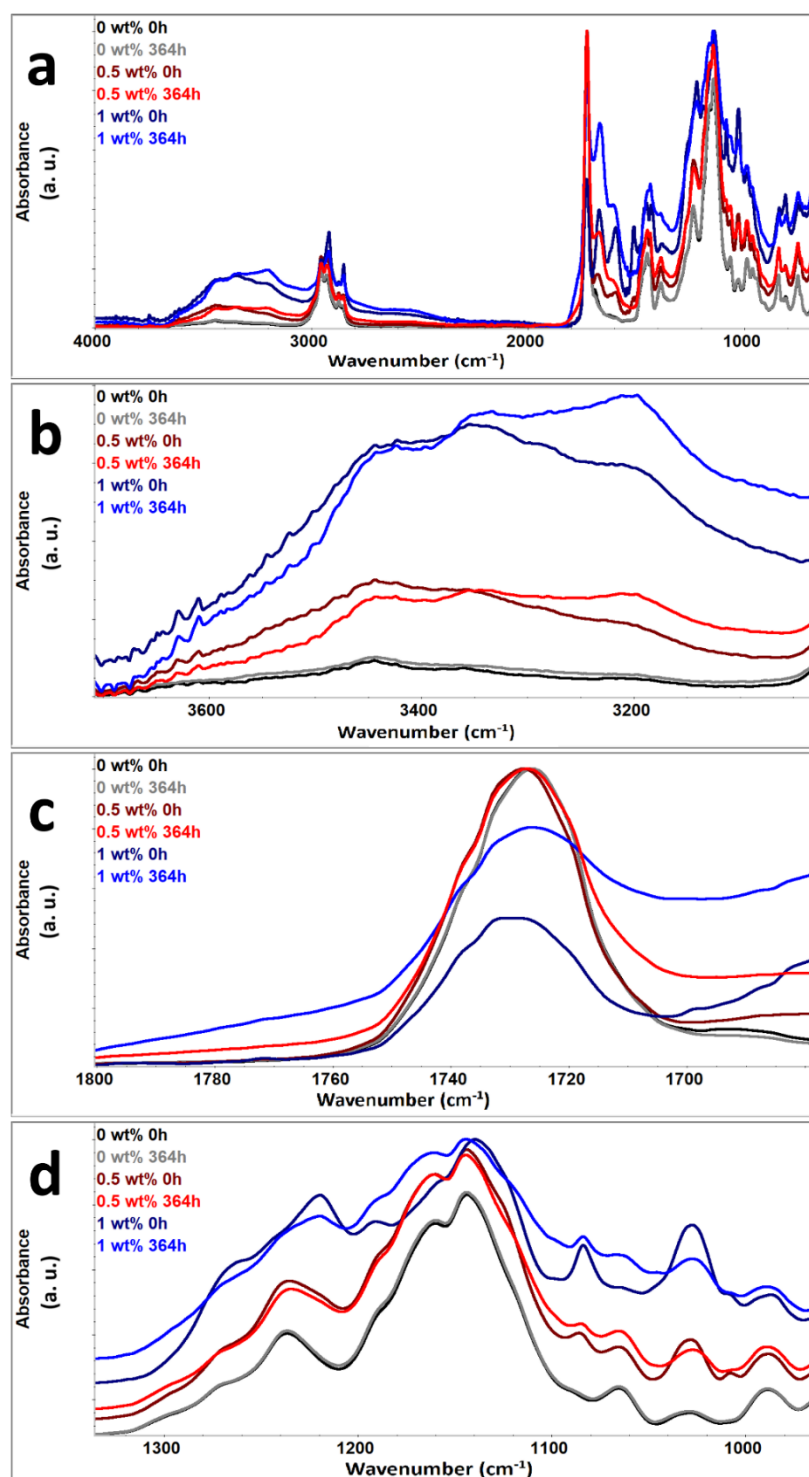 a
0 wt% 0h
0 wt% 364h
0.5 wt% 0h
0.5 wt% 364h
1 wt% 0h
1 wt% 364h
Absorbance
(a. u.)
4000 3000 2000 1000
Wavenumber (cm⁻¹)
b
0 wt% 0h
0 wt% 364h
0.5 wt% 0h
0.5 wt% 364h
1 wt% 0h
1 wt% 364h
Absorbance
(a. u.)
3600 3400 3200
Wavenumber (cm⁻¹)
c
0 wt% 0h
0 wt% 364h
0.5 wt% 0h
0.5 wt% 364h
1 wt% 0h
1 wt% 364h
Absorbance
(a. u.)
1800 1780 1760 1740 1720 1700
Wavenumber (cm⁻¹)
d
0 wt% 0h
0 wt% 364h
0.5 wt% 0h
0.5 wt% 364h
1 wt% 0h
1 wt% 364h
Absorbance
(a. u.)
1300 1200 1100 1000
Wavenumber (cm⁻¹)